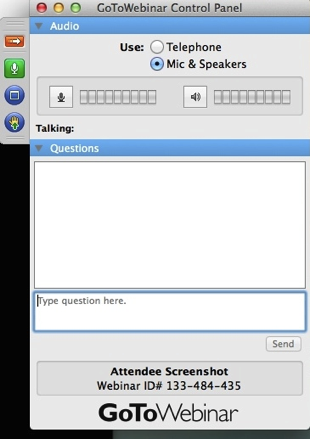 GoToWebinar Control Panel
Audio
Use: Telephone
Mic & Speakers
Talking:
Questions
Type question here.
Send
Attendee Screenshot
Webinar ID# 133-484-435
GoToWebinar